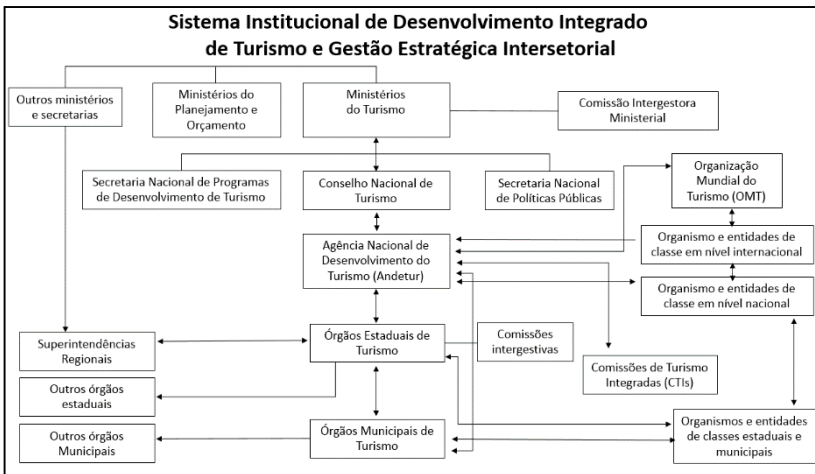 Sistema Institucional de Desenvolvimento Integrado
de Turismo e Gestão Estratégica Intersetorial
Outros ministérios
e secretarias
Ministérios do
Planejamento e
Orçamento
Ministérios
do Turismo
Comissão Intergestora
Ministerial
Secretaria Nacional de Programas
de Desenvolvimento de Turismo
Conselho Nacional de
Turismo
Secretaria Nacional
de Políticas Públicas
Organização
Mundial do
Turismo (OMT)
Agência Nacional de
Desenvolvimento do
Turismo (Andetur)
Organismo e entidades de
classe em nível internacional
Organismo e entidades de
classe em nível nacional
Superintendências
Regionais
Órgãos Estaduais de
Turismo
Comissões
intergestivas
Comissões de Turismo
Integradas (CTIs)
Outros órgãos
estaduais
Outros órgãos
Municipais
Órgãos Municipais de
Turismo
Organismos e entidades
de classes estaduais e
municipais